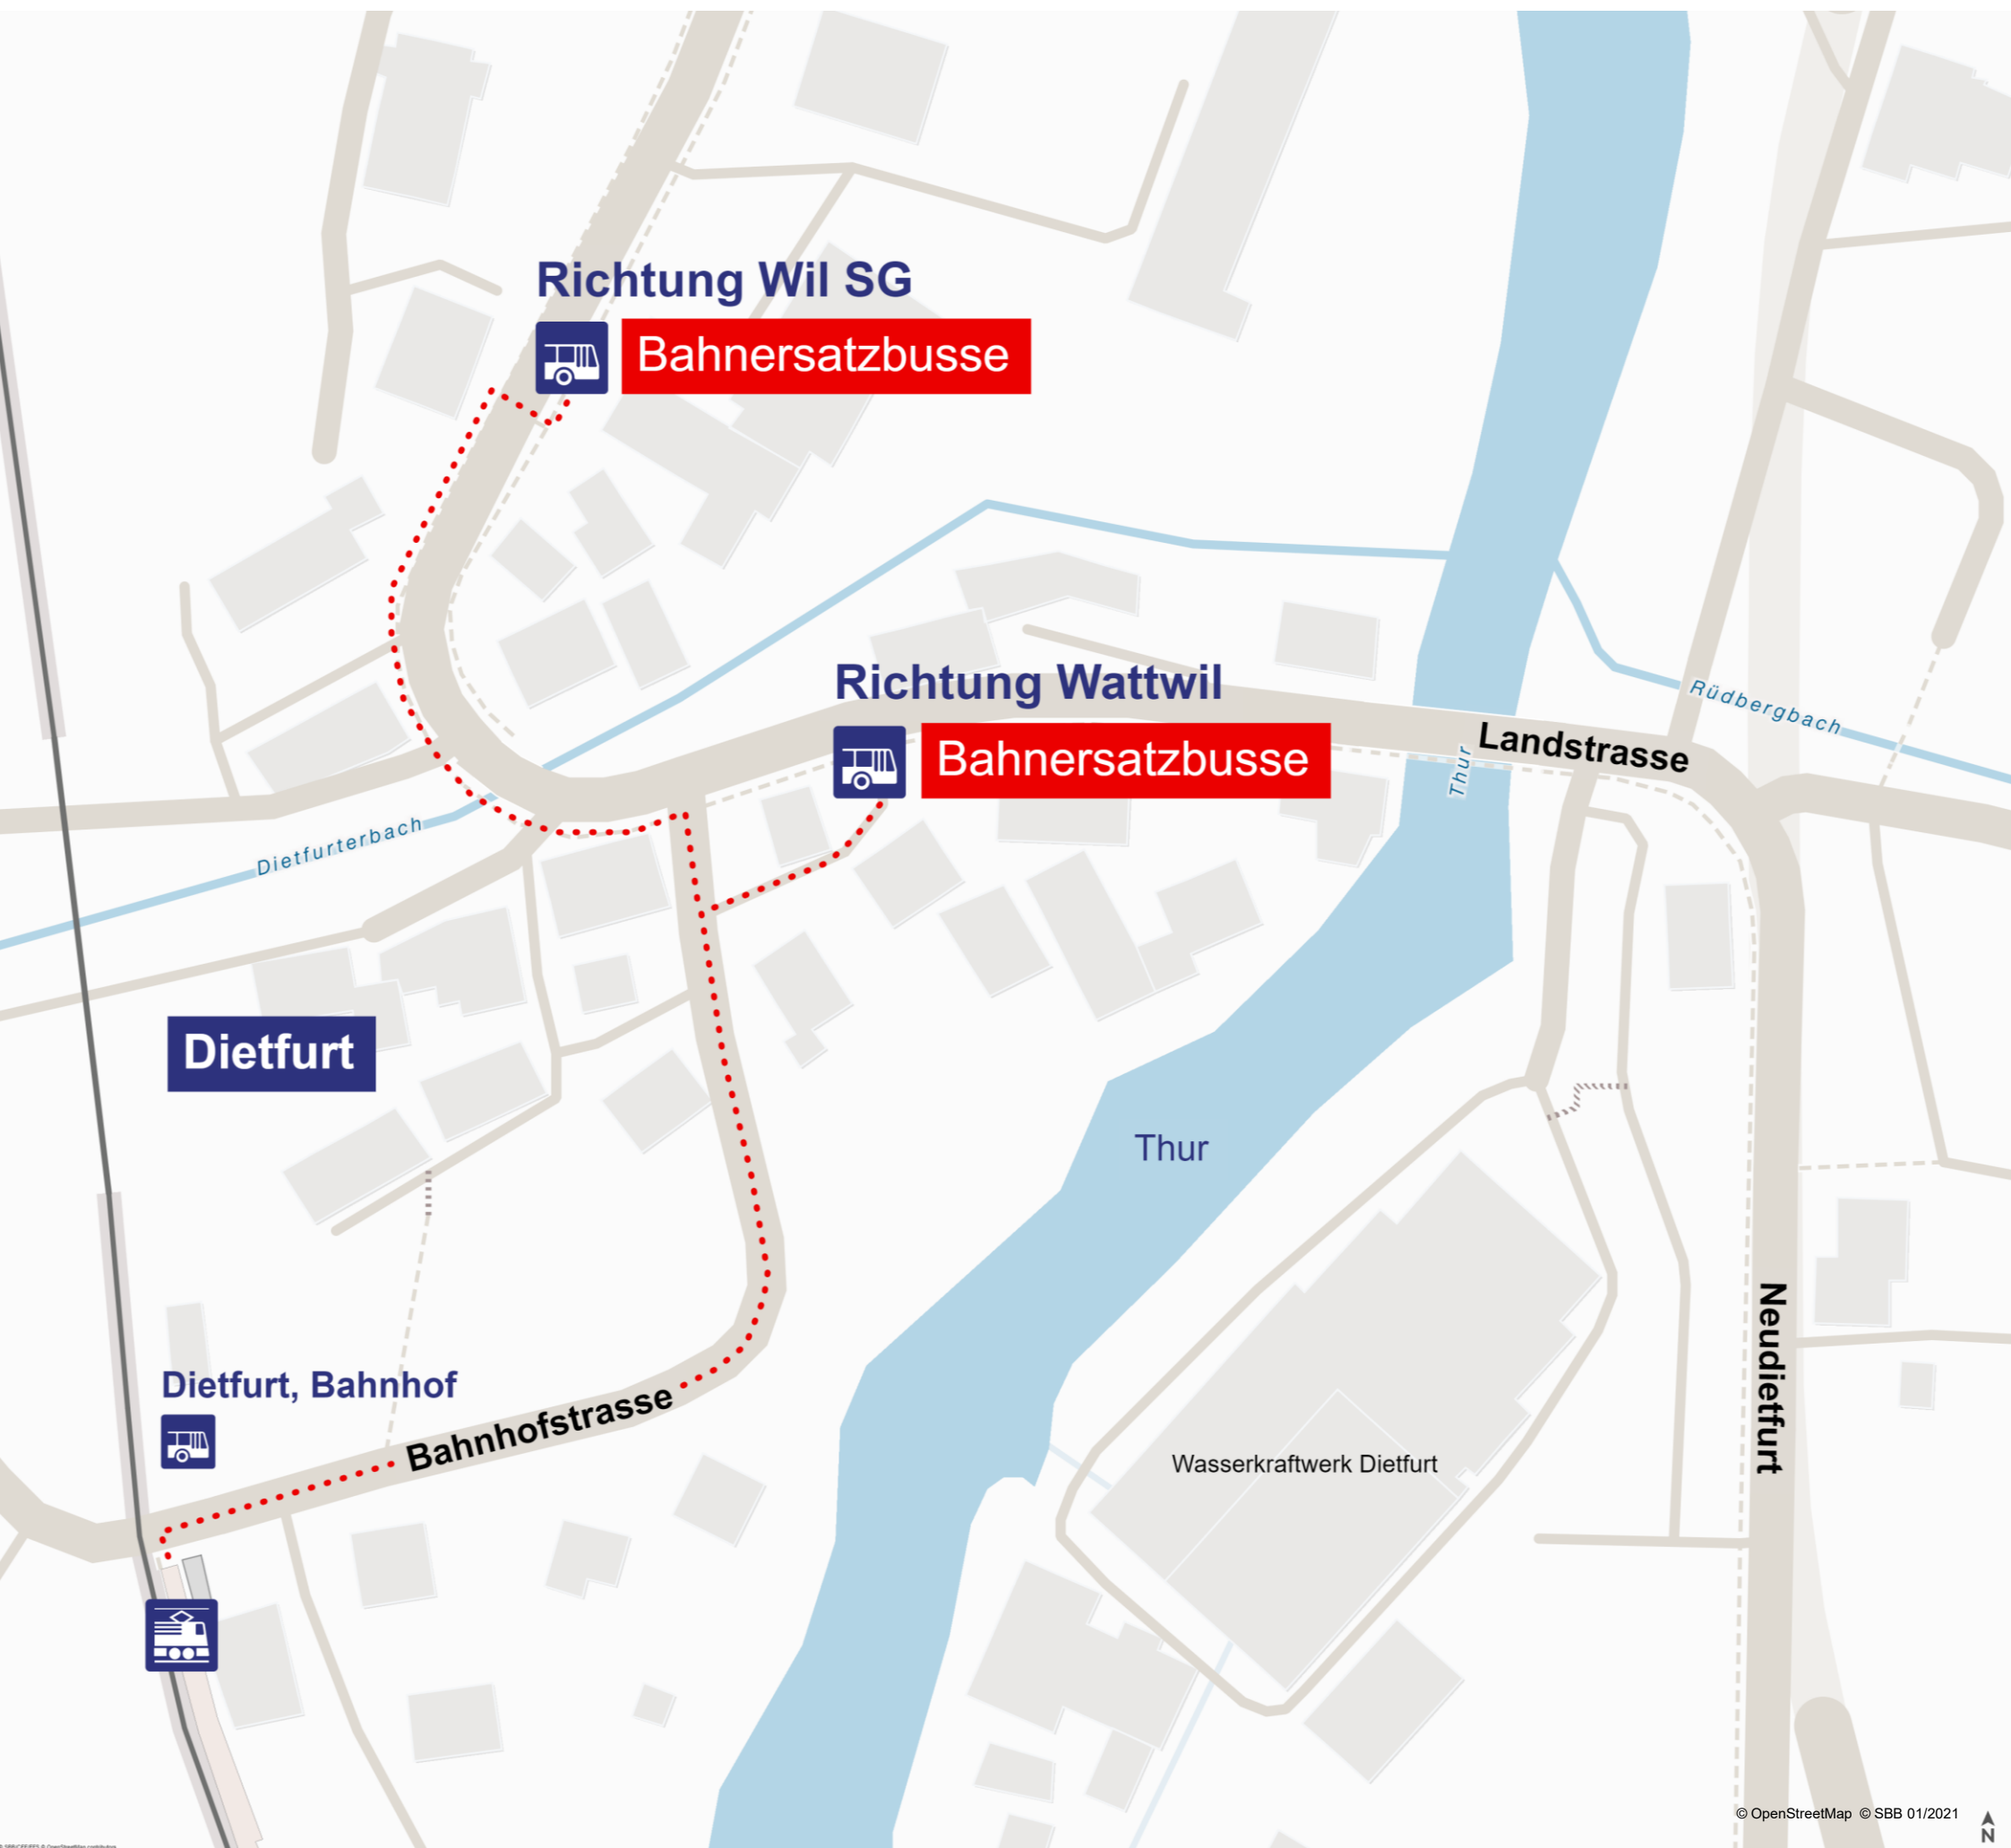 Richtung Wil SG
Bahnersatzbusse
Richtung Wattwil
Bahnersatzbusse
Landstrasse
Rüdbergbach
Thur
Dietfurterbach
Dietfurt
Thur
Neudietfurt
Dietfurt, Bahnhof
Bahnhofstrasse
Wasserkraftwerk Dietfurt
© OpenStreetMap © SBB 01/2021
N